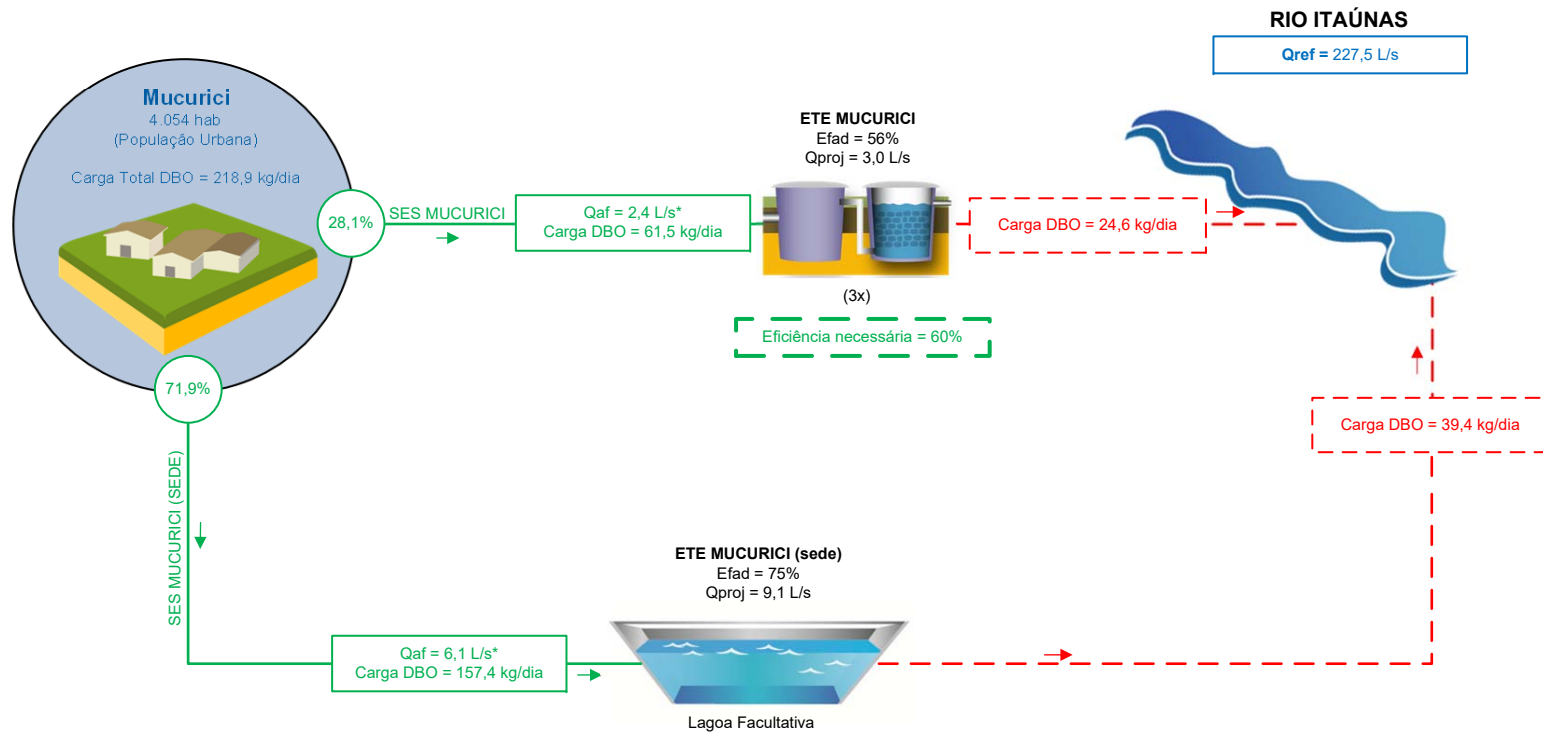 RIO ITAÚNAS
Qref = 227,5 L/s
Mucurici
4.054 hab
(População Urbana)
Carga Total DBO = 218,9 kg/dia
28,1%
SES MUCURICI
Qaf = 2,4 L/s*
Carga DBO = 61,5 kg/dia
ETE MUCURICI
Efad = 56%
Qproj = 3,0 L/s
(3x)
Eficiência necessária = 60%
Carga DBO = 24,6 kg/dia
71,9%
SES MUCURICI (SEDE)
Qaf = 6,1 L/s*
Carga DBO = 157,4 kg/dia
ETE MUCURICI (sede)
Efad = 75%
Qproj = 9,1 L/s
Lagoa Facultativa
Carga DBO = 39,4 kg/dia